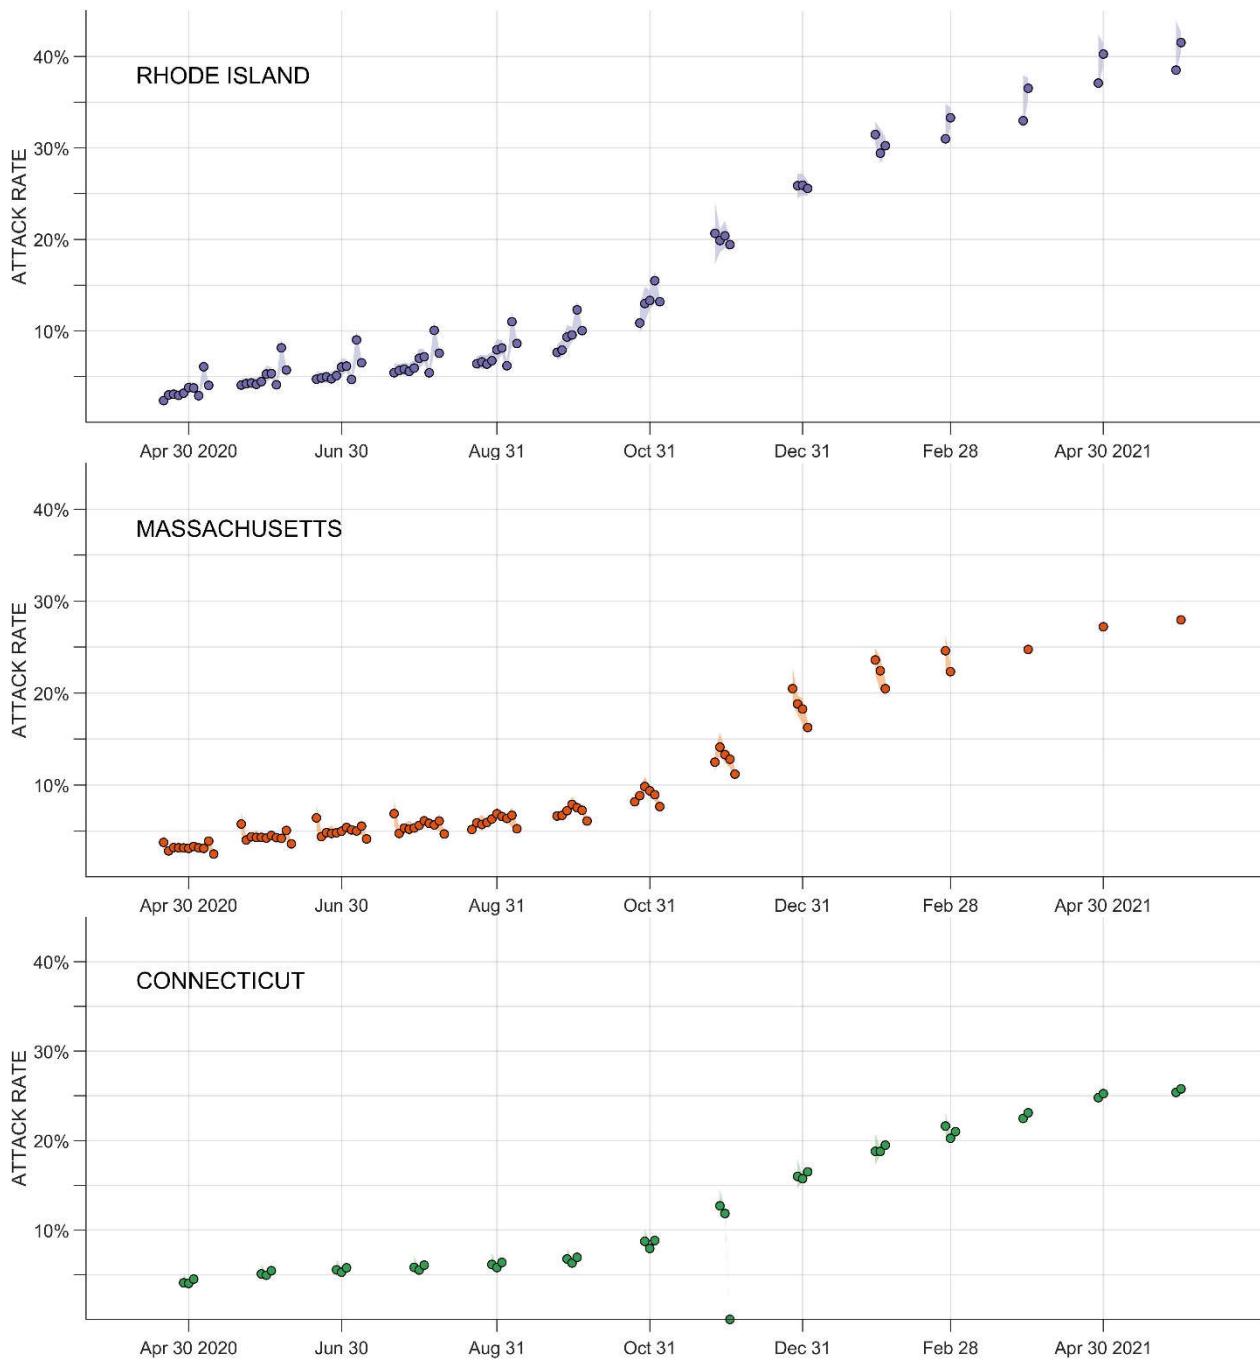 40%
RHODE ISLAND
30%
20%
10%
ATTACK RATE
Apr 30 2020 Jun 30 Aug 31 Oct 31 Dec 31 Feb 28 Apr 30 2021
40%
MASSACHUSETTS
30%
20%
10%
ATTACK RATE
Apr 30 2020 Jun 30 Aug 31 Oct 31 Dec 31 Feb 28 Apr 30 2021
40%
CONNECTICUT
30%
20%
10%
ATTACK RATE
Apr 30 2020 Jun 30 Aug 31 Oct 31 Dec 31 Feb 28 Apr 30 2021